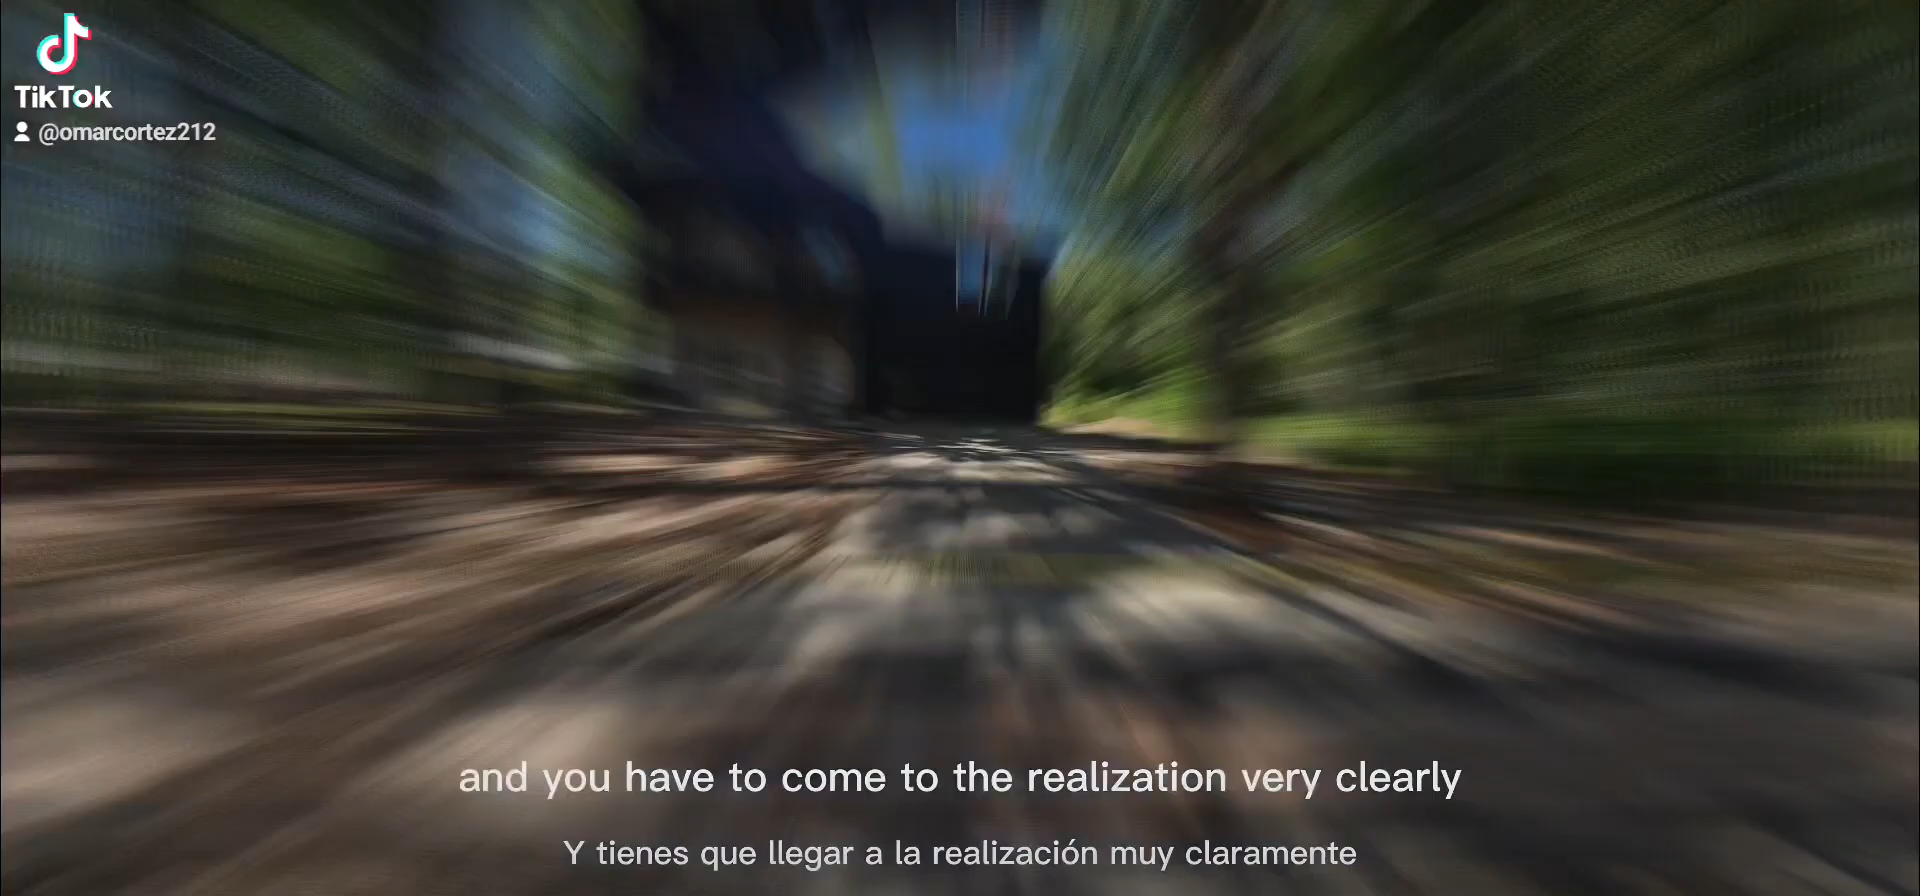 TikTok
@omarcortez212
and you have to come to the realization very clearly
Y tienes que llegar a la realización muy claramente